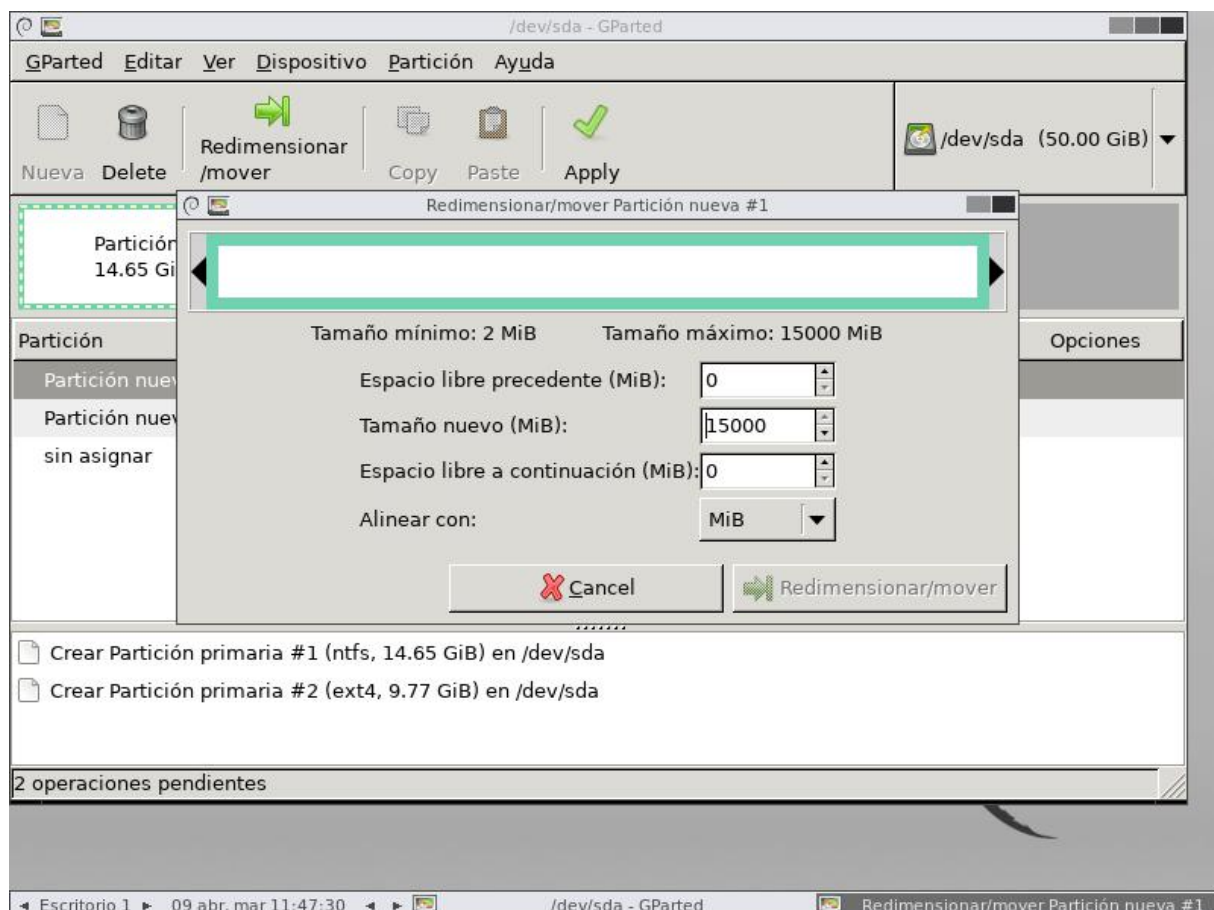 /dev/sda - GParted
GParted Editar Ver Dispositivo Partición Ayuda
Nueva Delete Redimensionar
/mover Copy Paste Apply
/dev/sda (50.00 GiB)
Redimensionar/mover Partición nueva #1
Partición
14.65 Gi
Tamaño mínimo: 2 MiB Tamaño máximo: 15000 MiB
Partición Opciones
Partición nuev
Espacio libre precedente (MiB): 0
Partición nuev
Tamaño nuevo (MiB): 15000
sin asignar
Espacio libre a continuación (MiB): 0
Alinear con: MiB
Cancel Redimensionar/mover
Crear Partición primaria #1 (ntfs, 14.65 GiB) en /dev/sda
Crear Partición primaria #2 (ext4, 9.77 GiB) en /dev/sda
2 operaciones pendientes
Escritorio 1 09 abr, mar 11:47:30 /dev/sda - GParted Redimensionar/mover Partición nueva #1